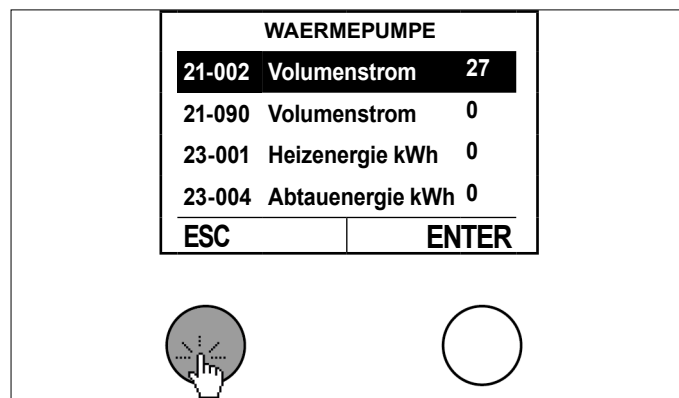 WAERMEPUMPE
21-002 Volumenstrom 27
21-090 Volumenstrom 0
23-001 Heizenergie kWh 0
23-004 Abtauenergie kWh 0
ESC ENTER